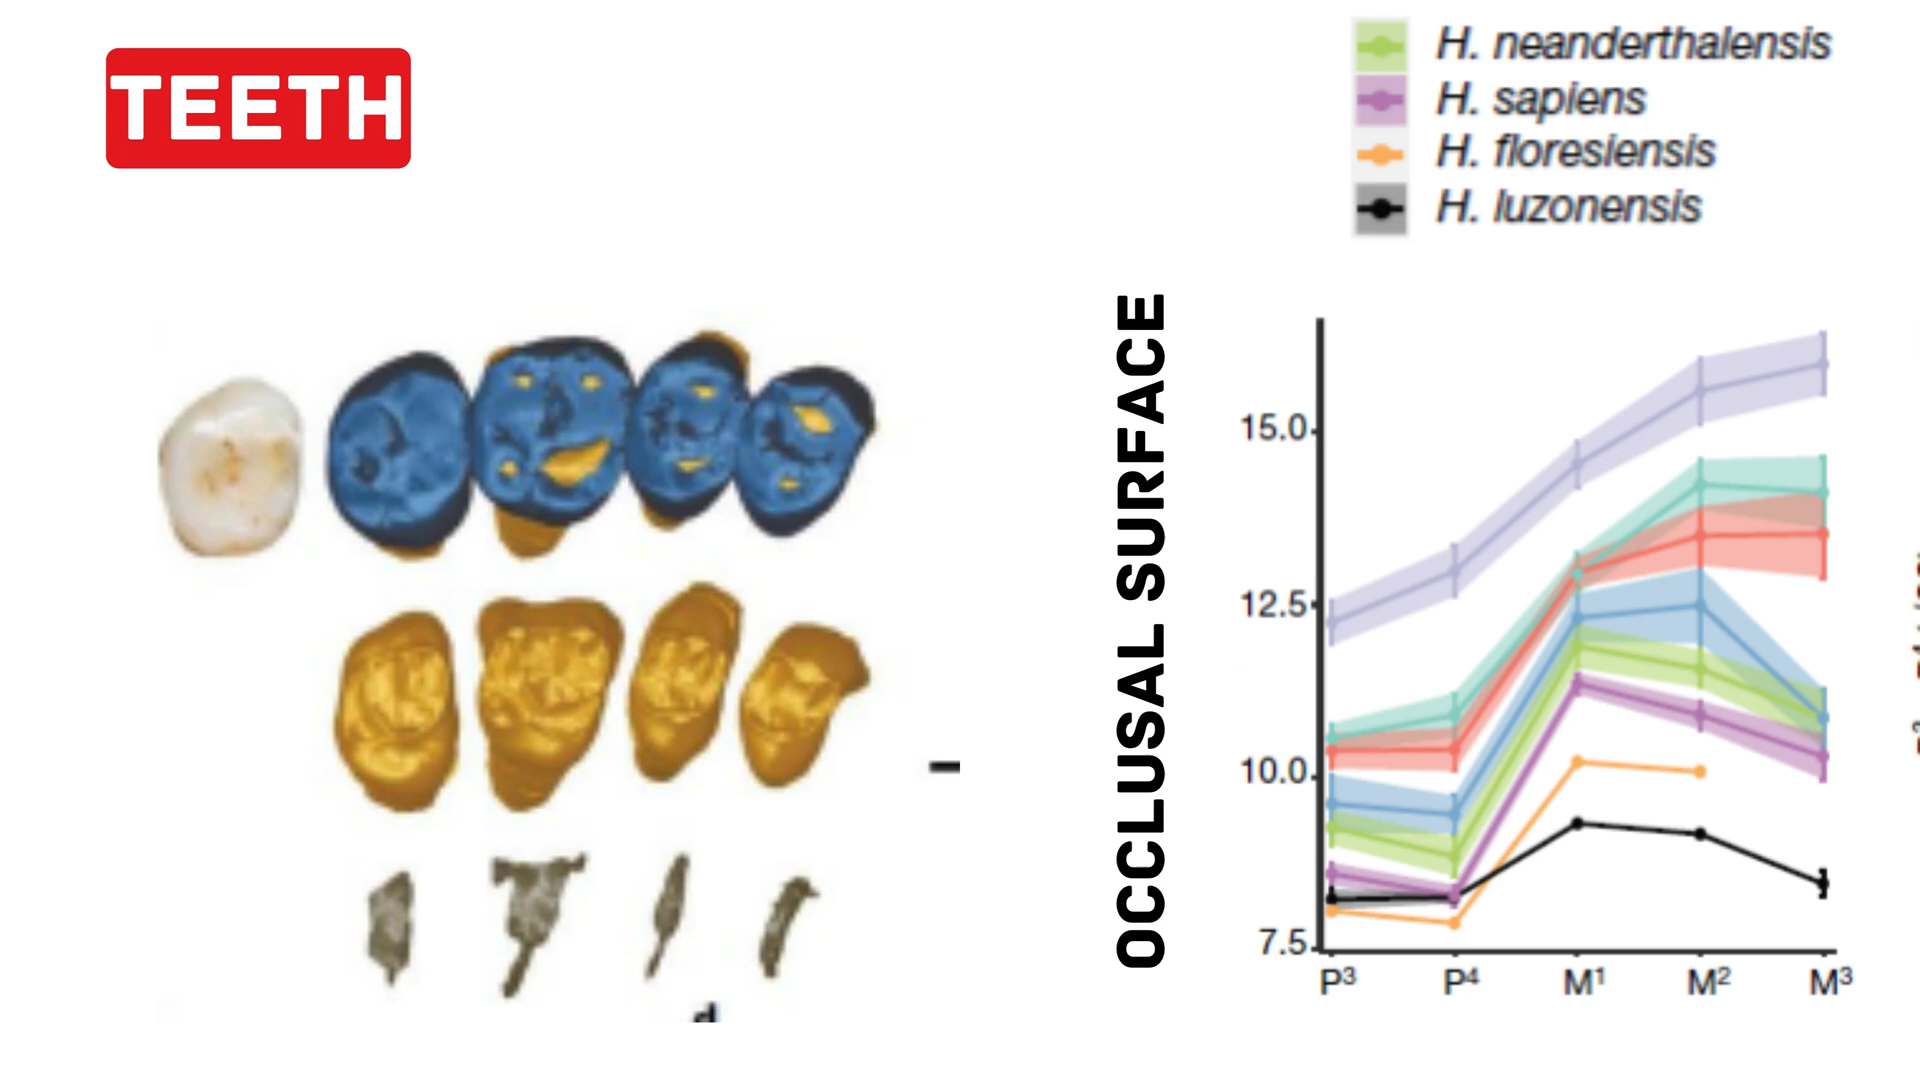 TEETH
H. neanderthalensis
H. sapiens
H. floresiensis
H. luzonensis
OCCLUSAL SURFACE
15.0
12.5
10.0
7.5
P³ P⁴ M¹ M² M³
d